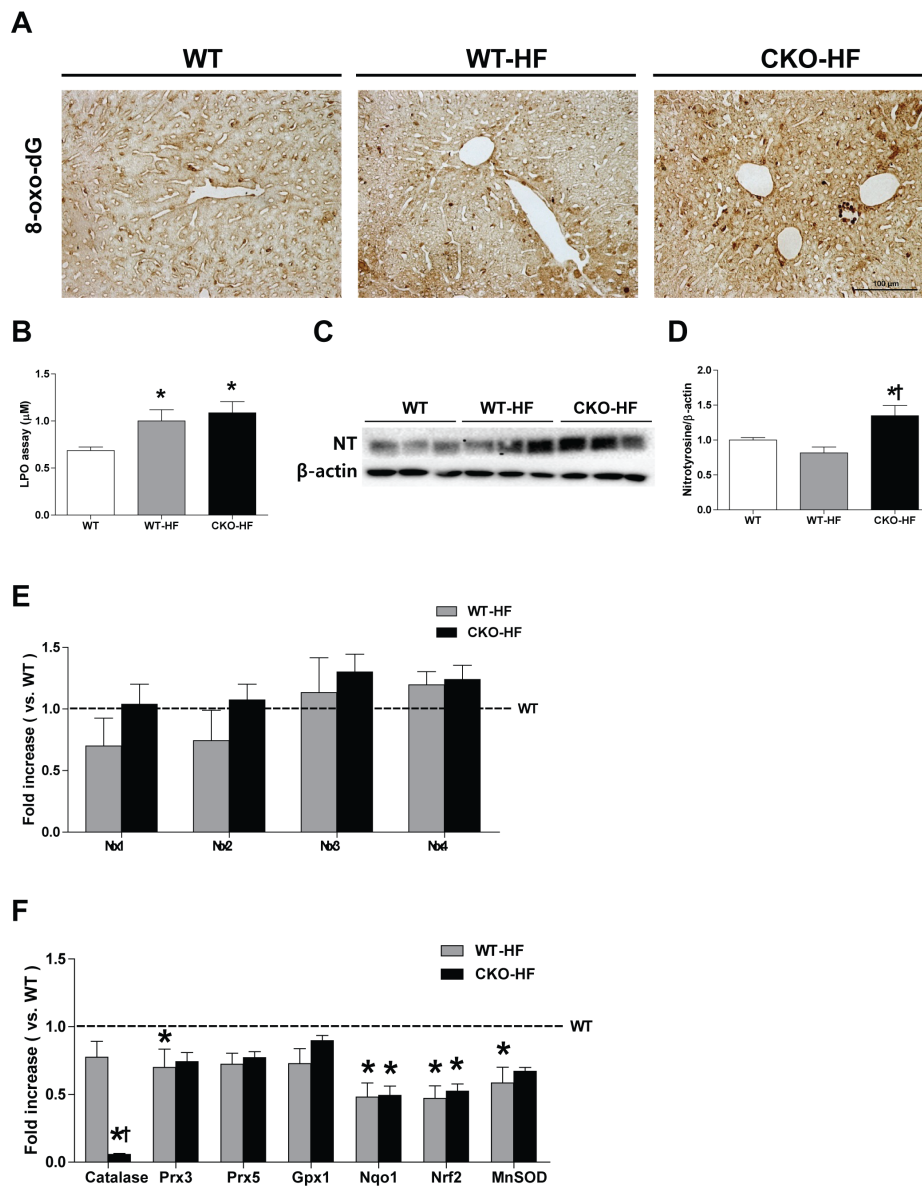 A
WT WT-HF CKO-HF
8-oxo-dG
100 μm
B
LPO assay (μM)
1.5
1.0
0.5
0.0
WT WT-HF CKO-HF
* *
C
WT WT-HF CKO-HF
NT
β-actin
D
Nitrotyrosine/β-actin
2.0
1.5
1.0
0.5
0.0
*†
WT WT-HF CKO-HF
E
WT-HF
CKO-HF
Fold increase ( vs. WT )
1.5
1.0
0.5
0.0
WT
Nox1 Nox2 Nox3 Nox4
F
WT-HF
CKO-HF
Fold increase ( vs. WT )
1.5
1.0
0.5
0.0
WT
*† * * * * * *
Catalase Prx3 Prx5 Gpx1 Nqo1 Nrf2 MnSOD